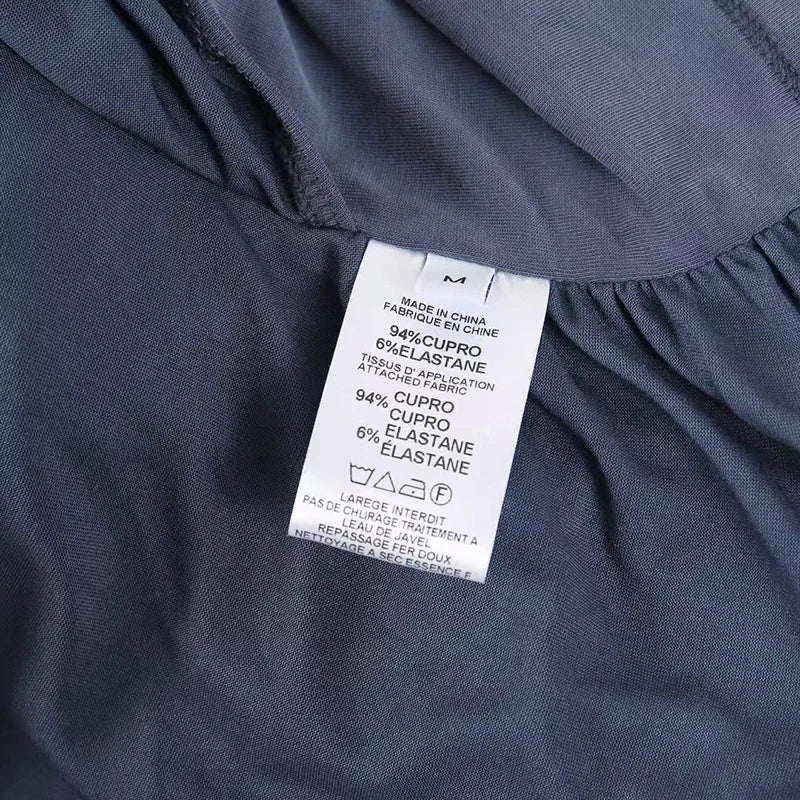 M
MADE IN CHINA
FABRIQUE EN CHINE
94%CUPRO
6%ELASTANE
TISSUS D' APPLICATION
ATTACHED FABRIC
94% CUPRO
CUPRO
6% ELASTANE
ÉLASTANE
F
LAREGE INTERDIT
PAS DE CHLIRAGE TRAITEMENT A
LEAU DE JAVEL
REPASSAGE FER DOUX
NETTOYAGE A SEC ESSENCE F